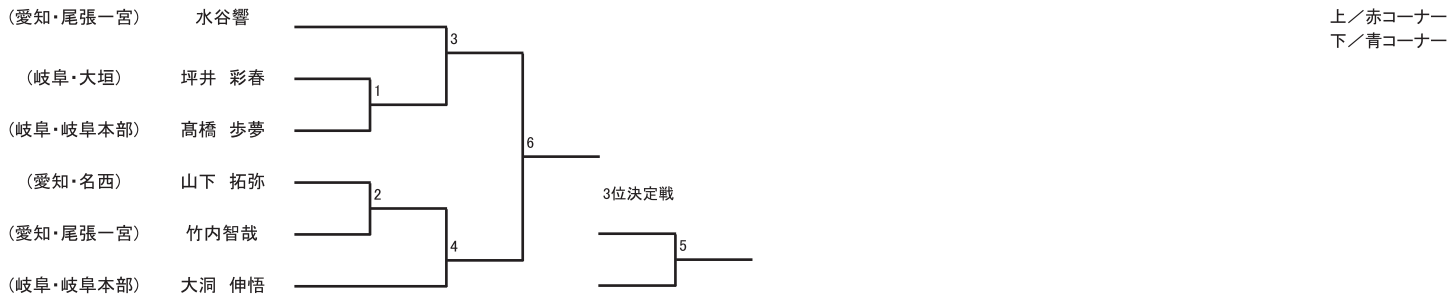 （愛知・尾張一宮） 水谷響
（岐阜・大垣） 坪井 彩春
（岐阜・岐阜本部） 髙橋 歩夢
（愛知・名西） 山下 拓弥
（愛知・尾張一宮） 竹内智哉
（岐阜・岐阜本部） 大洞 伸悟
3
1
2
4
6
3位決定戦
5
上／赤コーナー
下／青コーナー